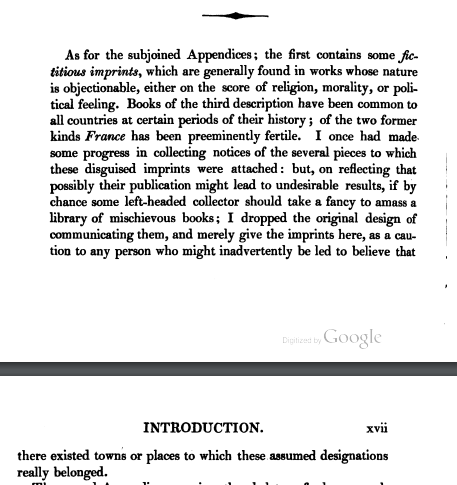 As for the subjoined Appendices; the first contains some fic-
titious imprints, which are generally found in works whose nature
is objectionable, either on the score of religion, morality, or poli-
tical feeling. Books of the third description have been common to
all countries at certain periods of their history; of the two former
kinds France has been preeminently fertile. I once had made
some progress in collecting notices of the several pieces to which
these disguised imprints were attached: but, on reflecting that
possibly their publication might lead to undesirable results, if by
chance some left-headed collector should take a fancy to amass a
library of mischievous books; I dropped the original design of
communicating them, and merely give the imprints here, as a cau-
tion to any person who might inadvertently be led to believe that
Digitized by Google
INTRODUCTION. xvii
there existed towns or places to which these assumed designations
really belonged.